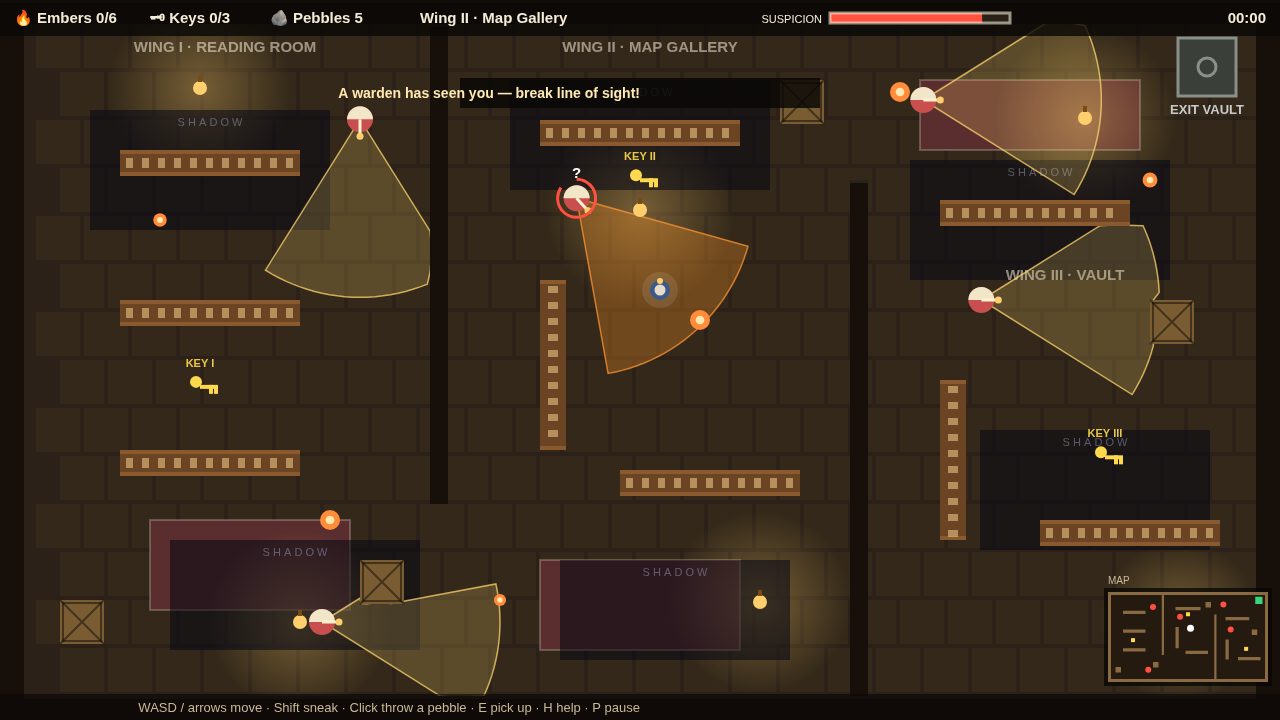 Embers 0/6
Keys 0/3
Pebbles 5
Wing II · Map Gallery
SUSPICION
00:00
WING I · READING ROOM
WING II · MAP GALLERY
A warden has seen you — break line of sight!
EXIT VAULT
SHADOW
KEY II
SHADOW
?
WING III · VAULT
KEY I
KEY III
SHADOW
SHADOW
SHADOW
MAP
WASD / arrows move · Shift sneak · Click throw a pebble · E pick up · H help · P pause